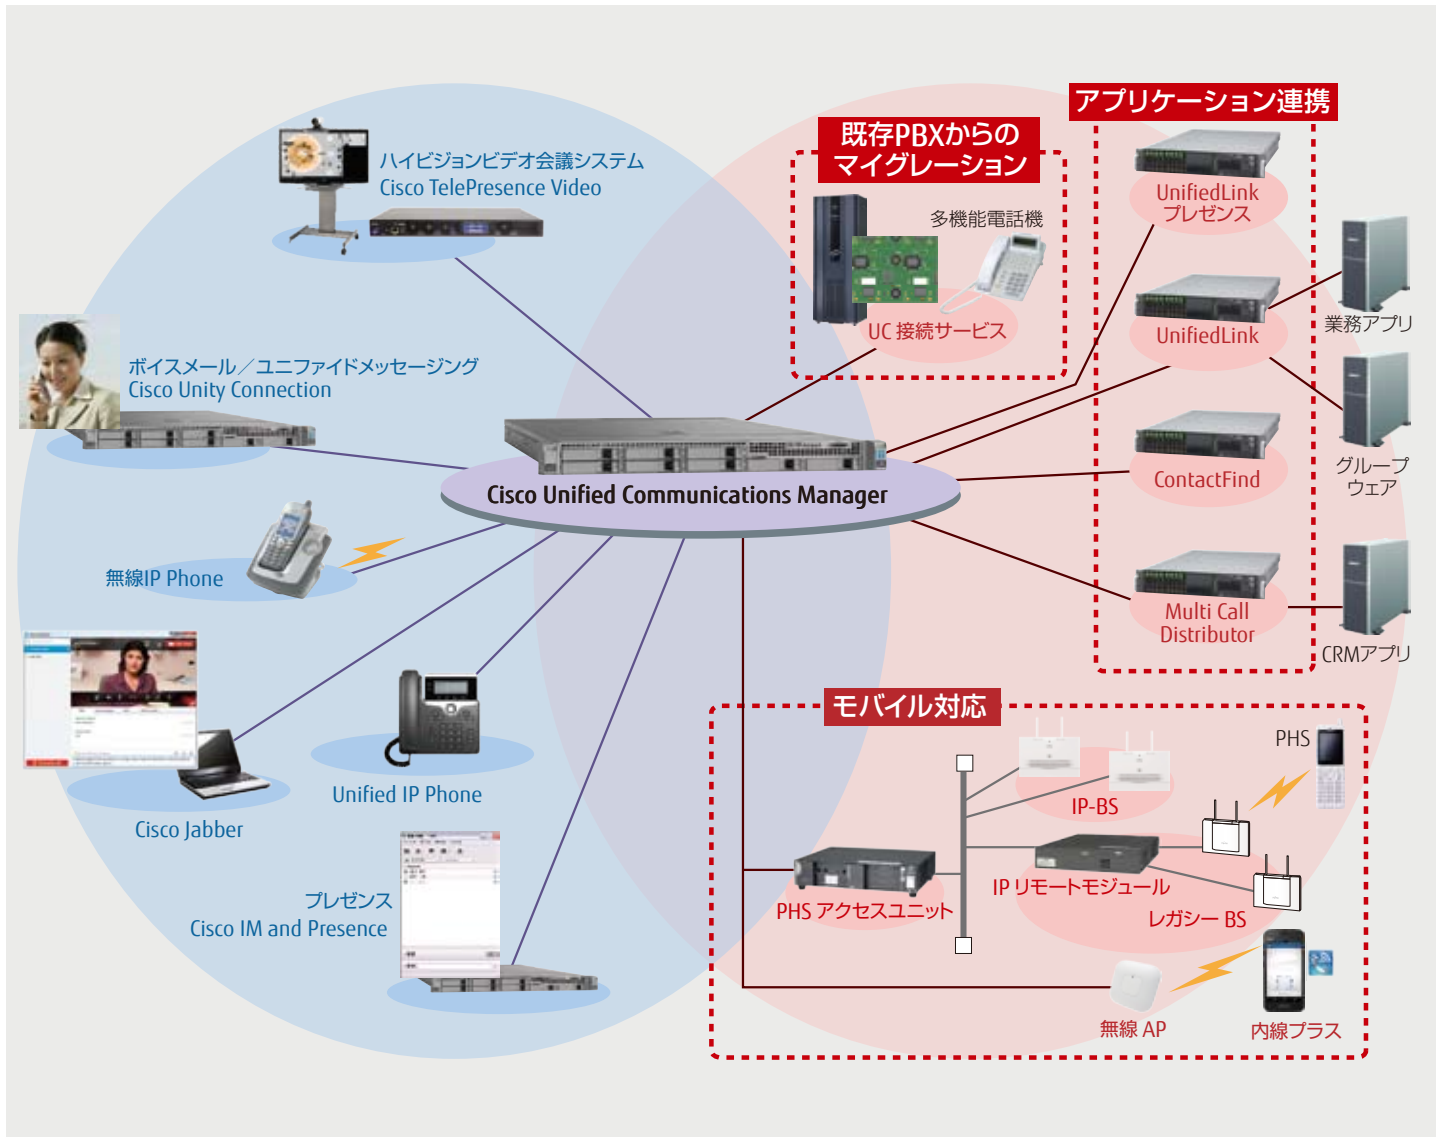 ハイビジョンビデオ会議システム
Cisco TelePresence Video
ボイスメール／ユニファイドメッセージング
Cisco Unity Connection
無線IP Phone
Cisco Jabber
Unified IP Phone
プレゼンス
Cisco IM and Presence
Cisco Unified Communications Manager
既存PBXからの
マイグレーション
多機能電話機
UC 接続サービス
アプリケーション連携
UnifiedLink
プレゼンス
UnifiedLink
ContactFind
Multi Call
Distributor
業務アプリ
グループ
ウェア
CRMアプリ
モバイル対応
PHS
IP-BS
IP リモートモジュール
PHS アクセスユニット
レガシー BS
無線 AP
内線プラス